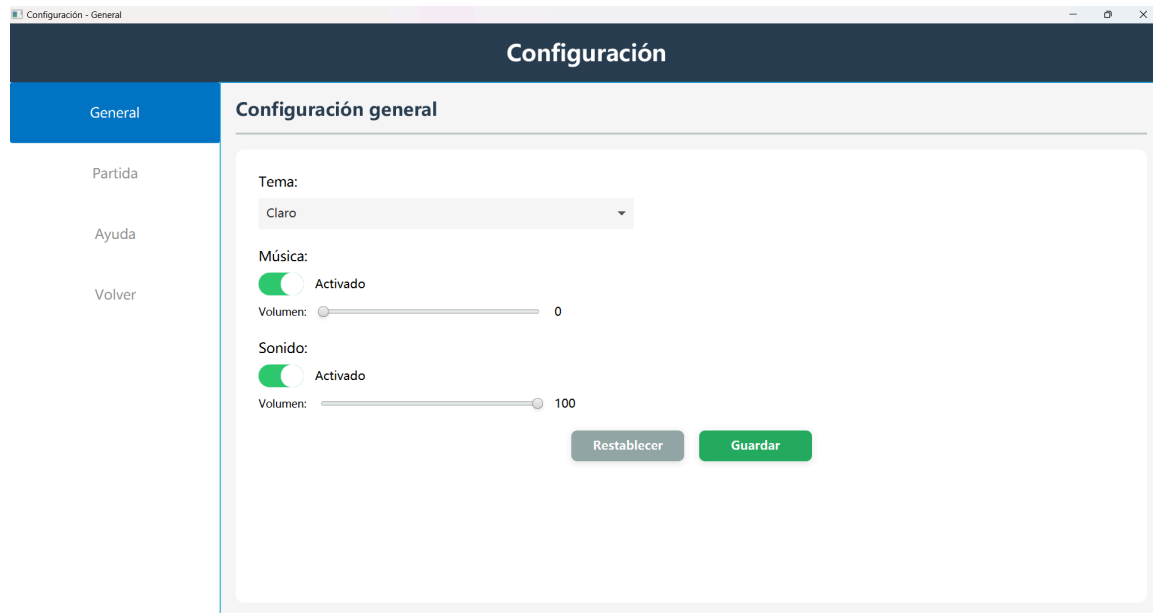 Configuración - General
Configuración
General
Partida
Ayuda
Volver
Configuración general
Tema:
Claro
Música:
Activado
Volumen: 0
Sonido:
Activado
Volumen: 100
Restablecer Guardar